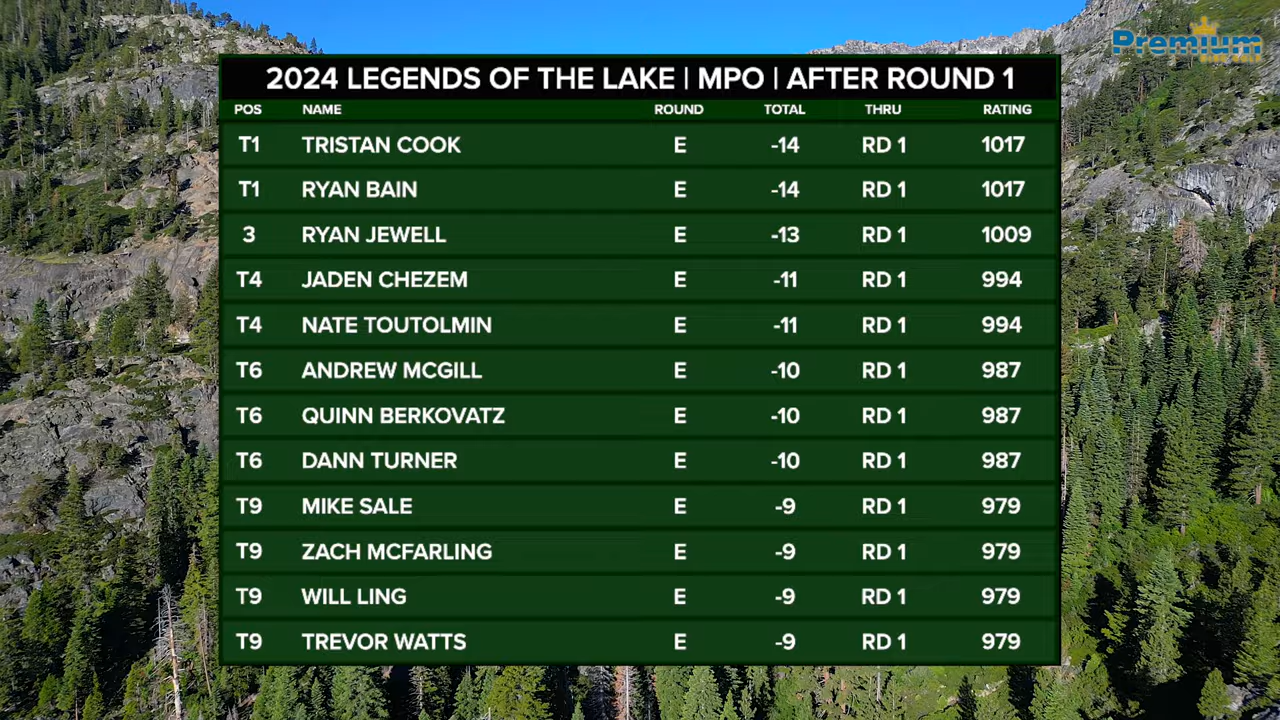 Premium
DISC GOLF
2024 LEGENDS OF THE LAKE | MPO | AFTER ROUND 1
POS NAME ROUND TOTAL THRU RATING
T1 TRISTAN COOK E -14 RD 1 1017
T1 RYAN BAIN E -14 RD 1 1017
3 RYAN JEWELL E -13 RD 1 1009
T4 JADEN CHEZEM E -11 RD 1 994
T4 NATE TOUTOLMIN E -11 RD 1 994
T6 ANDREW MCGILL E -10 RD 1 987
T6 QUINN BERKOVATZ E -10 RD 1 987
T6 DANN TURNER E -10 RD 1 987
T9 MIKE SALE E -9 RD 1 979
T9 ZACH MCFARLING E -9 RD 1 979
T9 WILL LING E -9 RD 1 979
T9 TREVOR WATTS E -9 RD 1 979